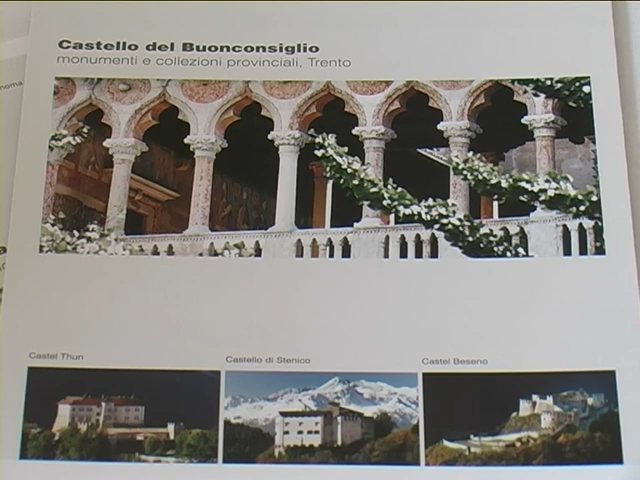 Castello del Buonconsiglio
monumenti e collezioni provinciali, Trento
Castel Thun
Castello di Stenico
Castel Beseno